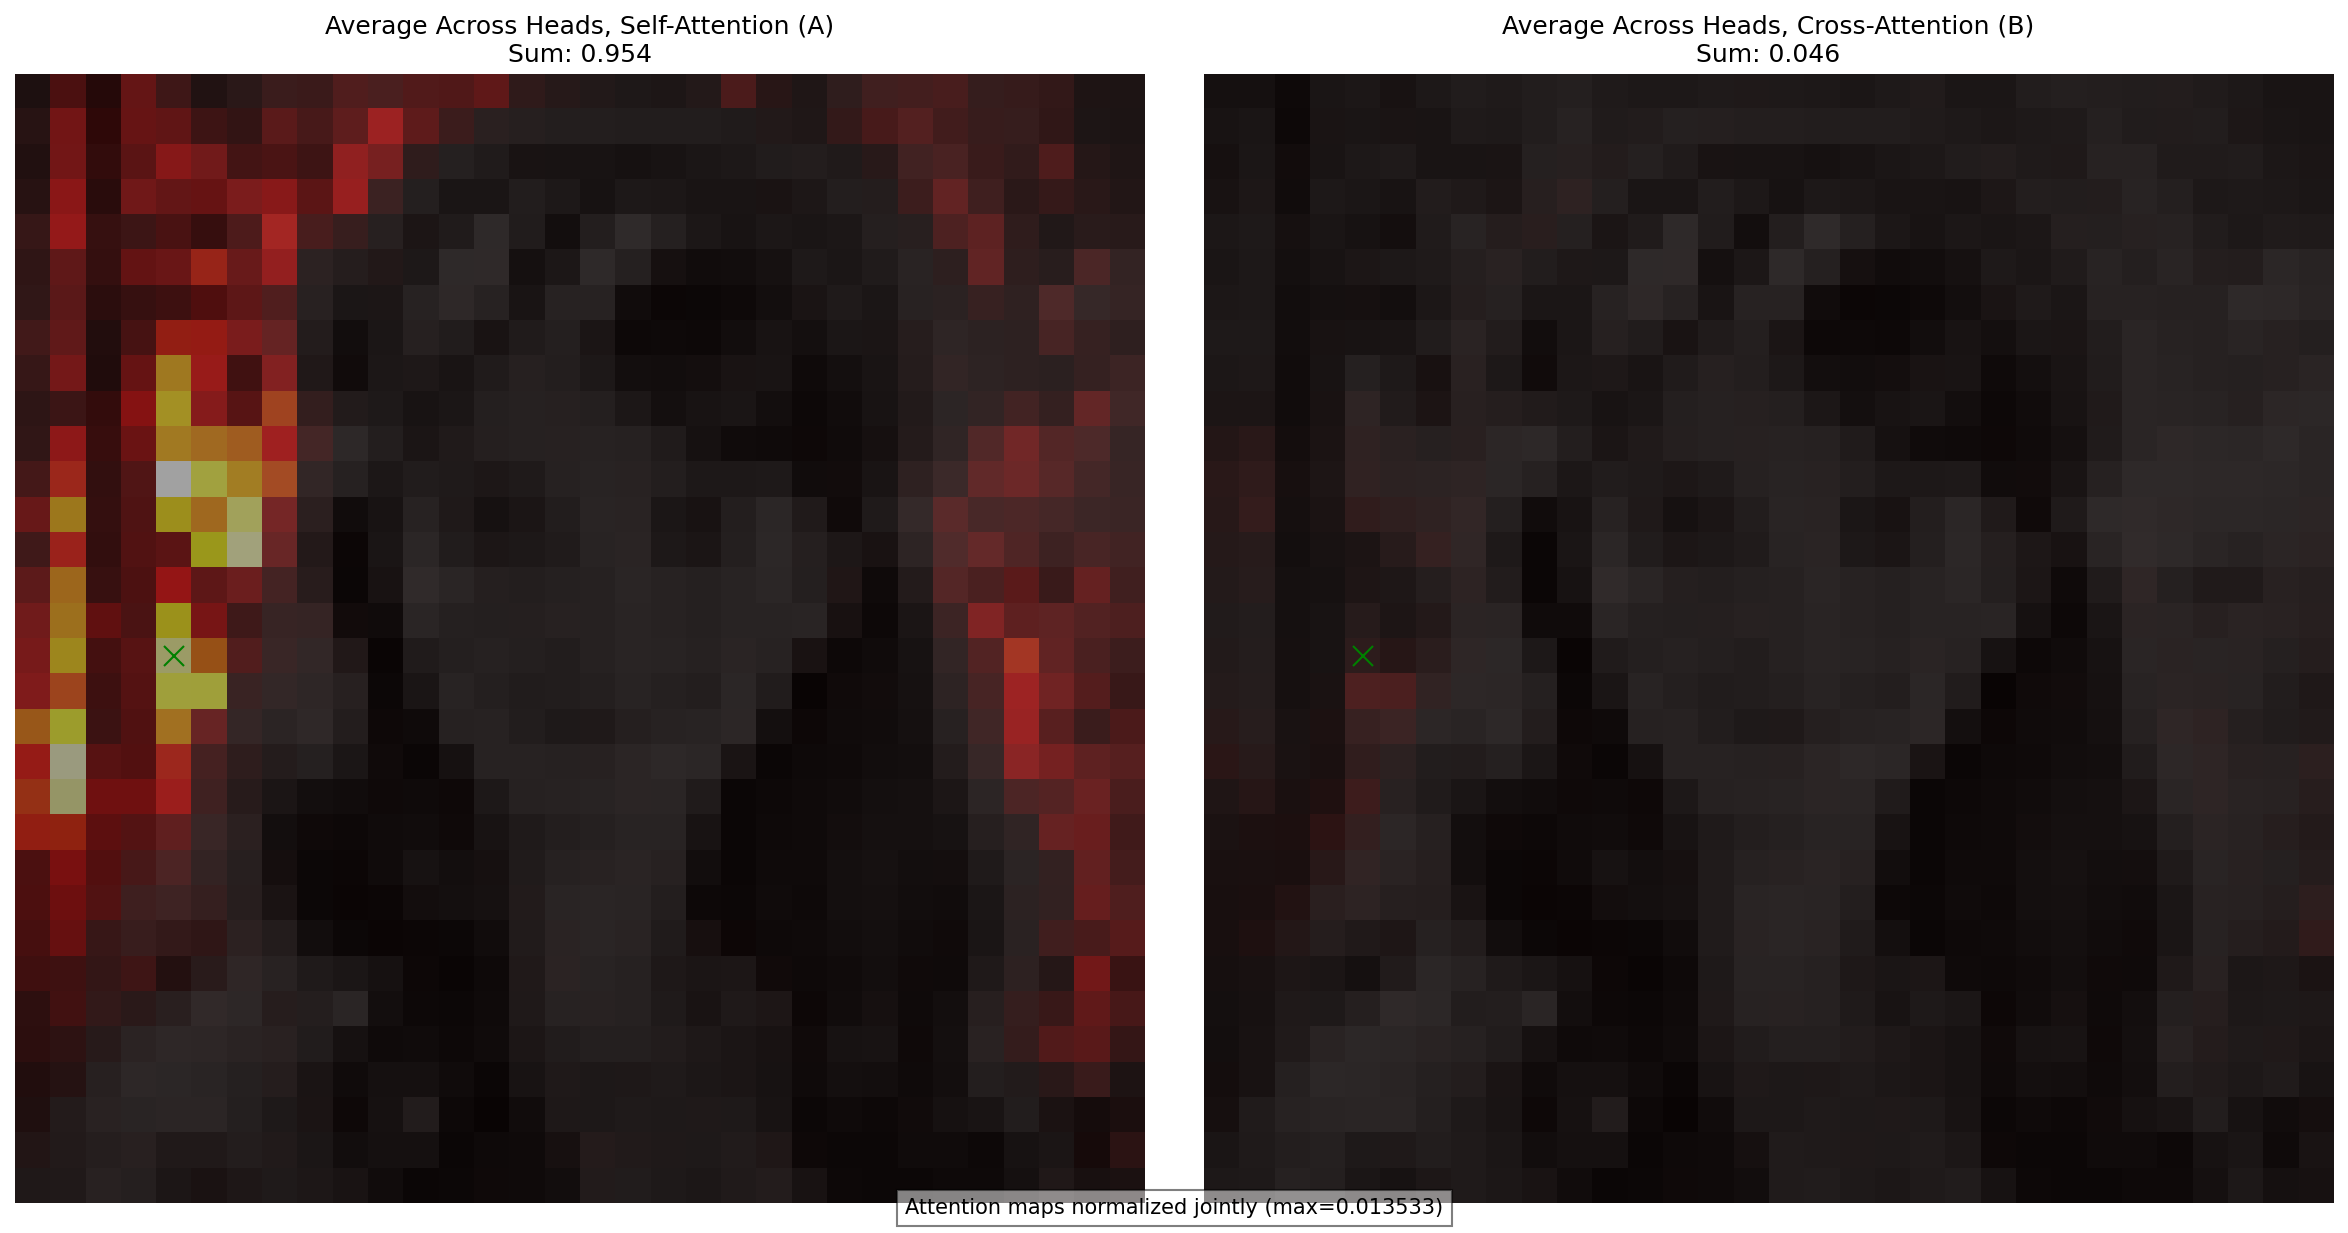 Average Across Heads, Self-Attention (A)
Sum: 0.954
Average Across Heads, Cross-Attention (B)
Sum: 0.046
Attention maps normalized jointly (max=0.013533)